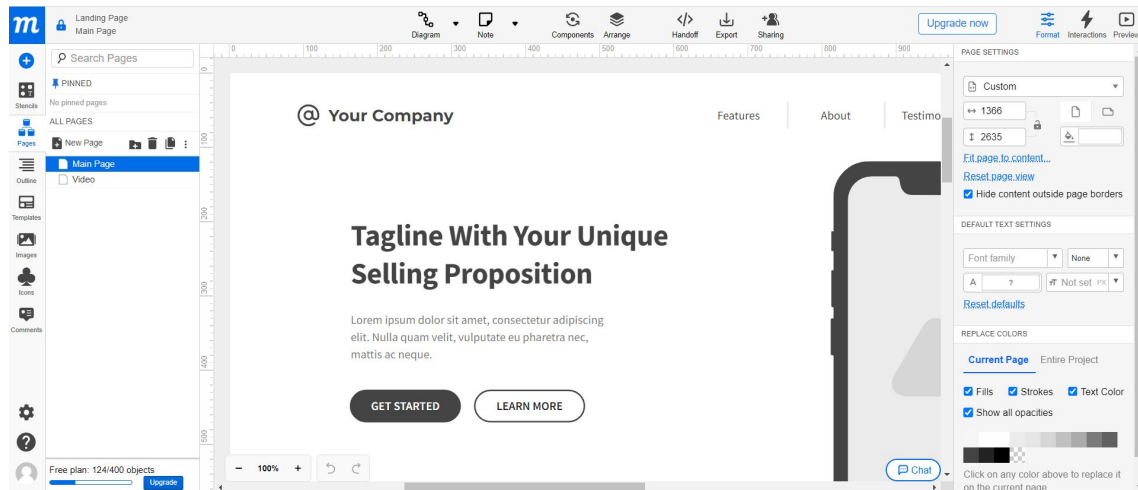 m
Landing Page
Main Page
Diagram
Note
Components
Arrange
Handoff
Export
Sharing
Upgrade now
Format
Interactions
Preview
Stencils
Pages
Outline
Templates
Images
Icons
Comments
Search Pages
PINNED
No pinned pages
ALL PAGES
New Page
Main Page
Video
Free plan: 124/400 objects
Upgrade
0 100 200 300 400 500 600 700 800 900
0
100
200
300
400
500
@ Your Company
Features
About
Testimo
Tagline With Your Unique
Selling Proposition
Lorem ipsum dolor sit amet, consectetur adipiscing
elit. Nulla quam velit, vulputate eu pharetra nec,
mattis ac neque.
GET STARTED
LEARN MORE
− 100% +
Chat
PAGE SETTINGS
Custom
1366
2635
Fit page to content...
Reset page view
Hide content outside page borders
DEFAULT TEXT SETTINGS
Font family
None
A ?
Not set PX
Reset defaults
REPLACE COLORS
Current Page Entire Project
Fills Strokes Text Color
Show all opacities
Click on any color above to replace it
on the current page